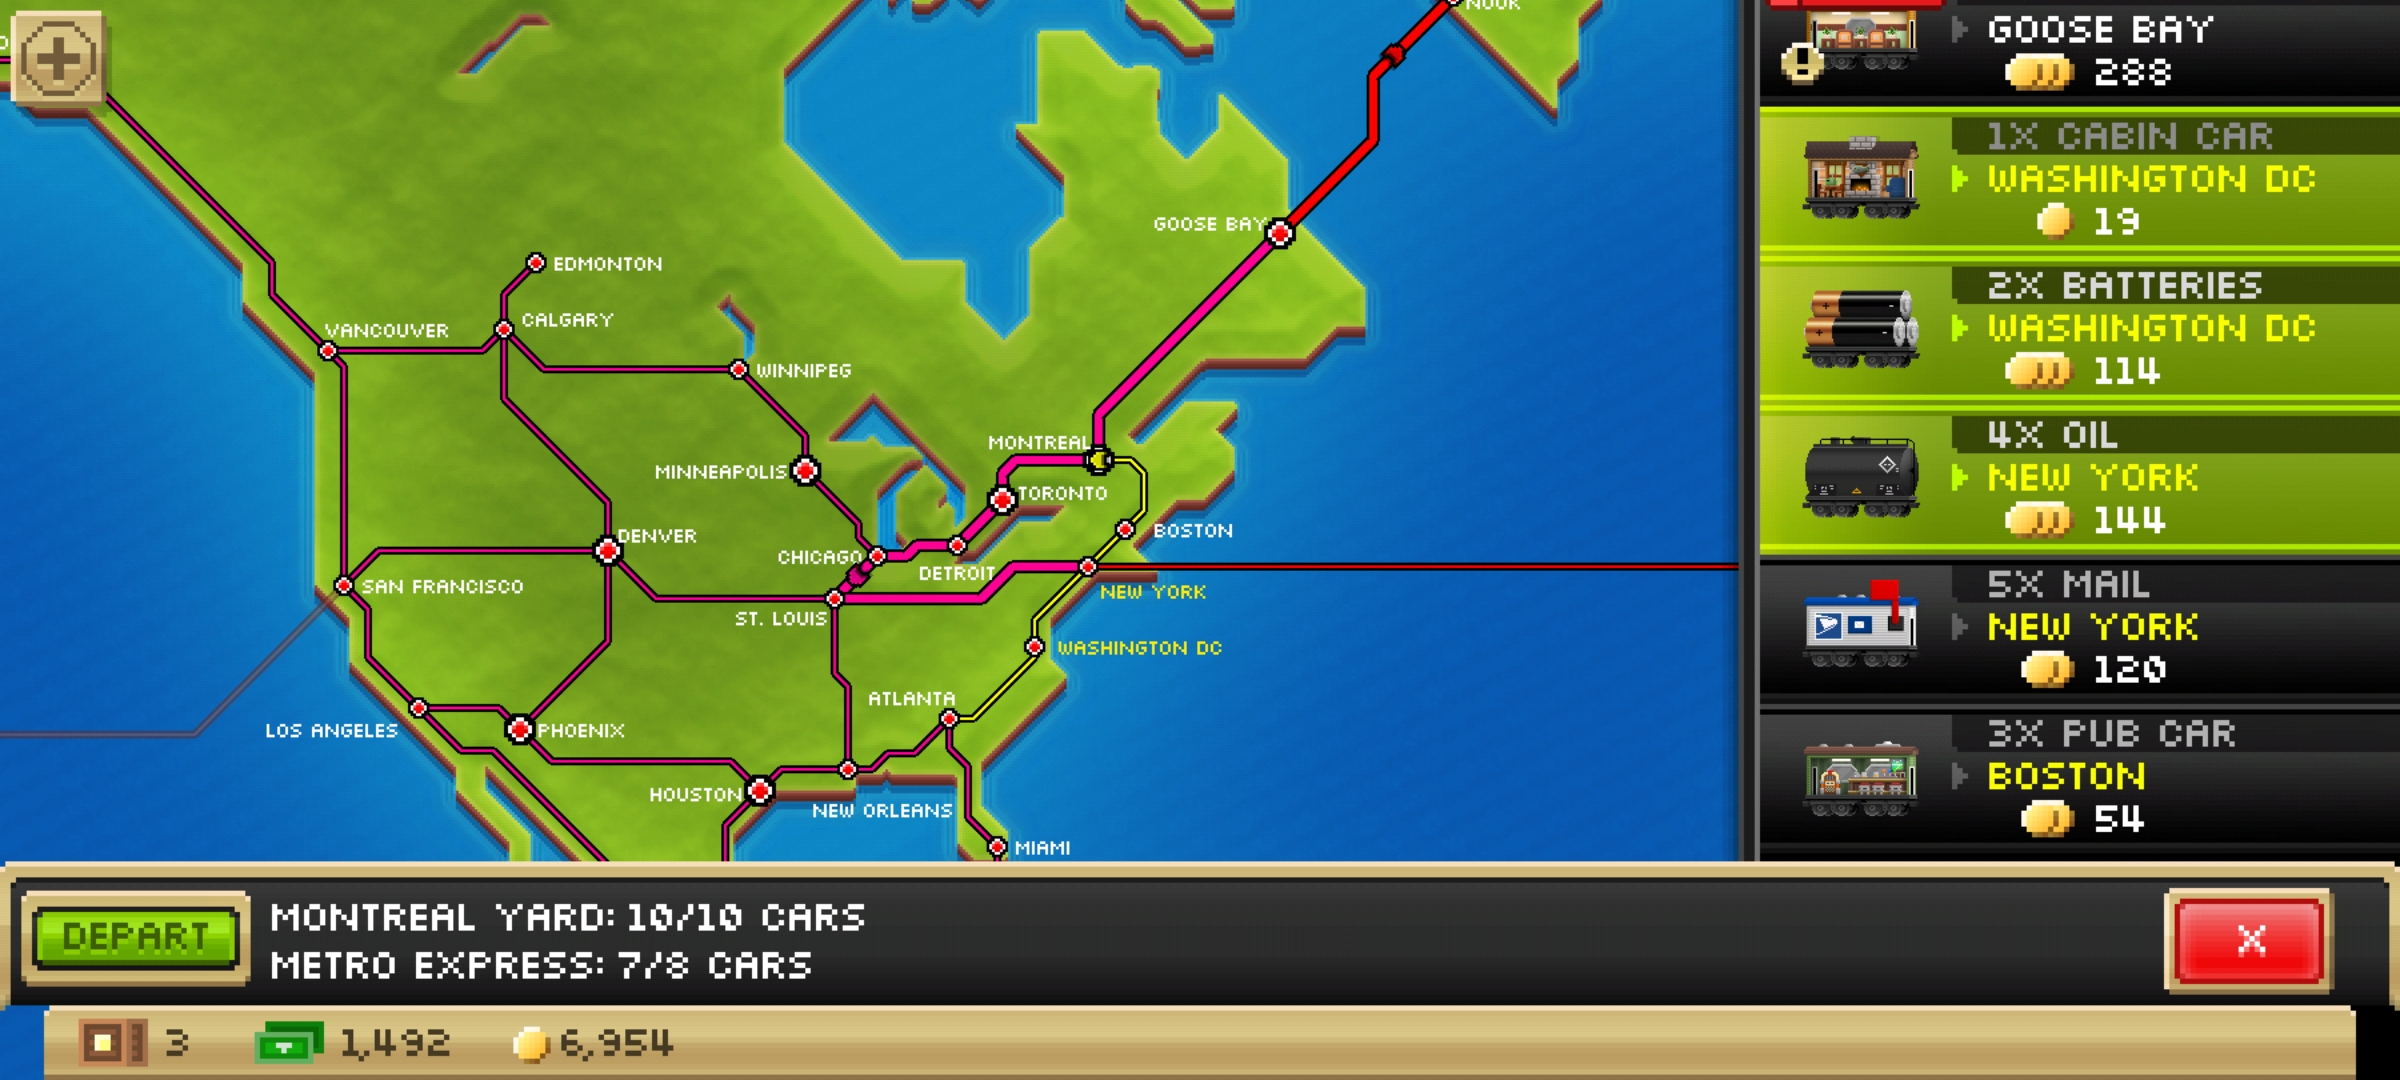 NUUK
GOOSE BAY
EDMONTON
CALGARY
VANCOUVER
WINNIPEG
MONTREAL
MINNEAPOLIS
TORONTO
DENVER
BOSTON
CHICAGO
DETROIT
SAN FRANCISCO
NEW YORK
ST. LOUIS
WASHINGTON DC
ATLANTA
LOS ANGELES
PHOENIX
HOUSTON
NEW ORLEANS
MIAMI
GOOSE BAY
288
1X CABIN CAR
WASHINGTON DC
19
2X BATTERIES
WASHINGTON DC
114
4X OIL
NEW YORK
144
5X MAIL
NEW YORK
120
3X PUB CAR
BOSTON
54
DEPART
MONTREAL YARD: 10/10 CARS
METRO EXPRESS: 7/8 CARS
X
3
1,492
6,954